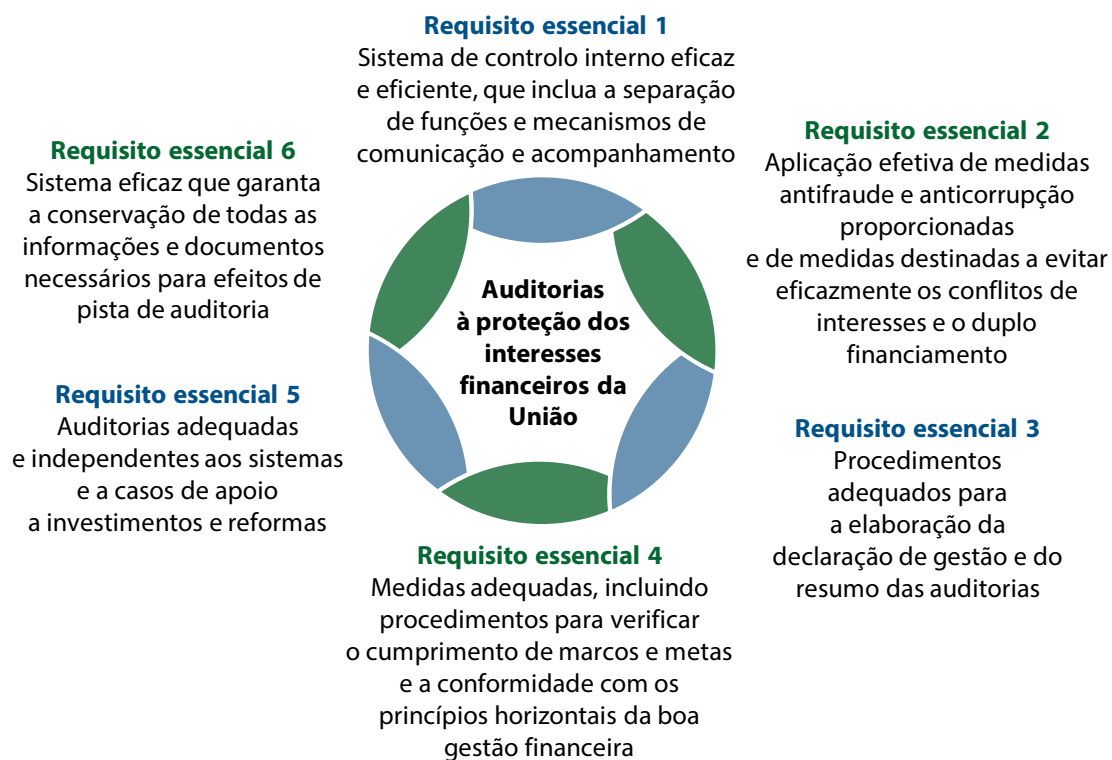 Requisito essencial 1
Sistema de controlo interno eficaz
e eficiente, que inclua a separação
de funções e mecanismos de
comunicação e acompanhamento
Requisito essencial 2
Aplicação efetiva de medidas
antifraude e anticorrupção
proporcionadas
e de medidas destinadas a evitar
eficazmente os conflitos de
interesses e o duplo
financiamento
Requisito essencial 3
Procedimentos
adequados para
a elaboração da
declaração de gestão e do
resumo das auditorias
Requisito essencial 4
Medidas adequadas, incluindo
procedimentos para verificar
o cumprimento de marcos e metas
e a conformidade com os
princípios horizontais da boa
gestão financeira
Requisito essencial 5
Auditorias adequadas
e independentes aos sistemas
e a casos de apoio
a investimentos e reformas
Requisito essencial 6
Sistema eficaz que garanta
a conservação de todas as
informações e documentos
necessários para efeitos de
pista de auditoria
Auditorias
à proteção dos
interesses
financeiros da
União